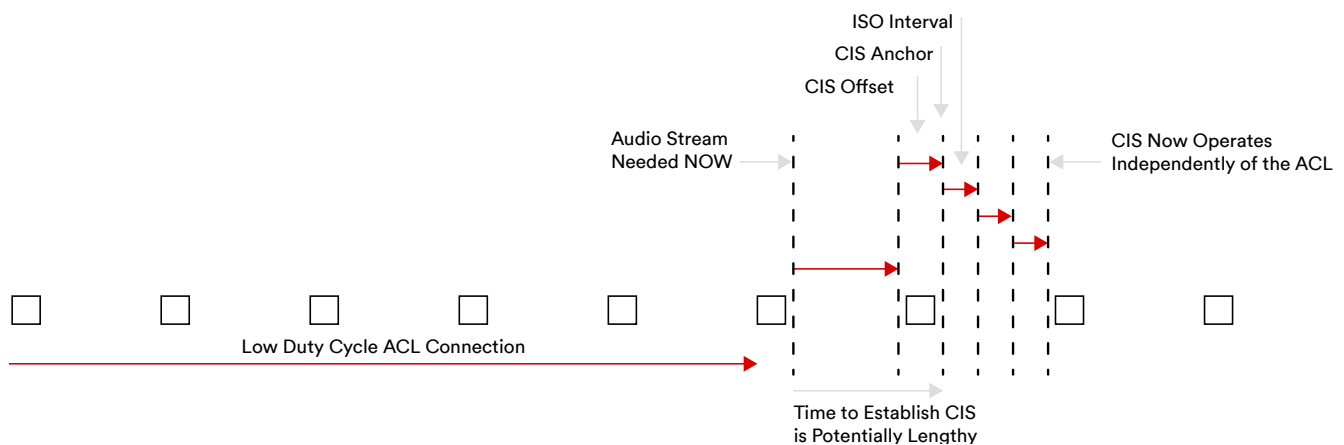 ISO Interval
CIS Anchor
CIS Offset
Audio Stream
Needed NOW
CIS Now Operates
Independently of the ACL
Low Duty Cycle ACL Connection
Time to Establish CIS
is Potentially Lengthy